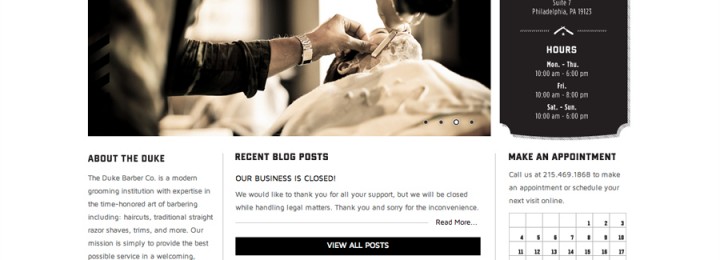 Suite 7
Philadelphia, PA 19123
HOURS
Mon. - Thu.
10:00 am - 6:00 pm
Fri.
10:00 am - 8:00 pm
Sat. - Sun.
10:00 am - 6:00 pm
ABOUT THE DUKE
The Duke Barber Co. is a modern
grooming institution with expertise in
the time-honored art of barbering
including: haircuts, traditional straight
razor shaves, trims, and more. Our
mission is simply to provide the best
possible service in a welcoming,
RECENT BLOG POSTS
OUR BUSINESS IS CLOSED!
We would like to thank you for all your support, but we will be closed
while handling legal matters. Thank you and sorry for the inconvenience.
Read More...
VIEW ALL POSTS
MAKE AN APPOINTMENT
Call us at 215.469.1868 to make
an appointment or schedule your
next visit online.
1 2 3
4 5 6 7 8 9 10
11 12 13 14 15 16 17